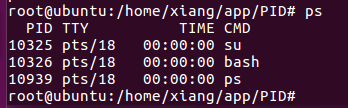 root@ubuntu:/home/xiang/app/PID# ps
  PID TTY          TIME CMD
10325 pts/18   00:00:00 su
10326 pts/18   00:00:00 bash
10939 pts/18   00:00:00 ps
root@ubuntu:/home/xiang/app/PID#